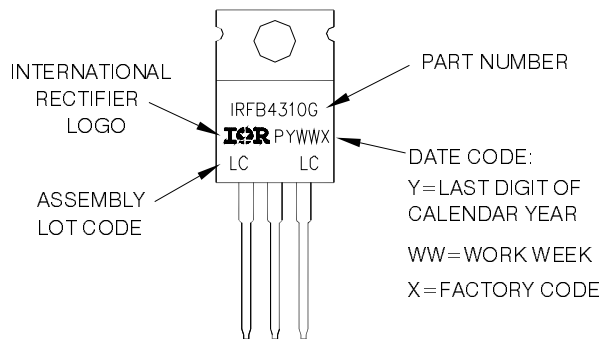 INTERNATIONAL
RECTIFIER
LOGO
PART NUMBER
IRFB4310G
IOR PYWWX
LC LC
ASSEMBLY
LOT CODE
DATE CODE:
Y=LAST DIGIT OF
CALENDAR YEAR
WW=WORK WEEK
X=FACTORY CODE